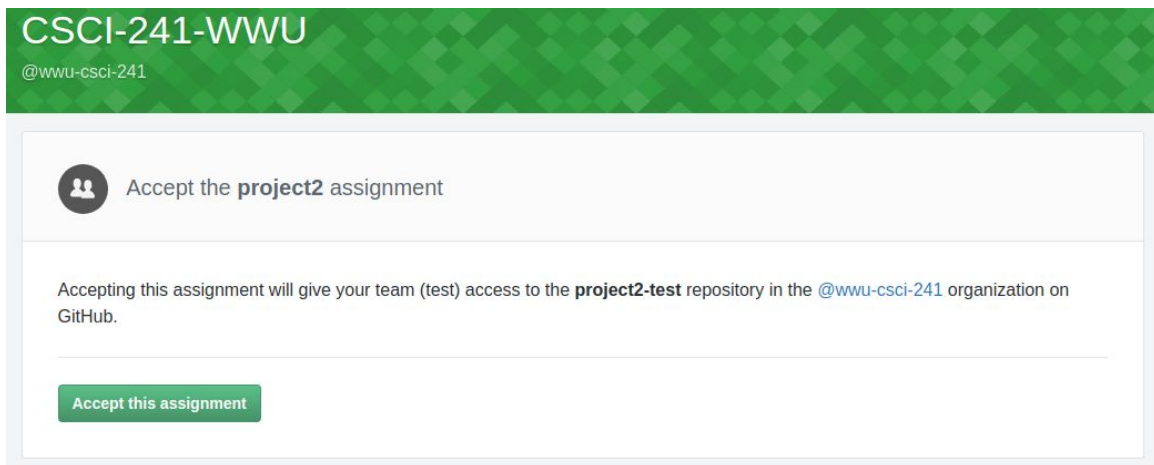 CSCI-241-WWU
@wwu-csci-241
Accept the project2 assignment
Accepting this assignment will give your team (test) access to the project2-test repository in the @wwu-csci-241 organization on
GitHub.
Accept this assignment